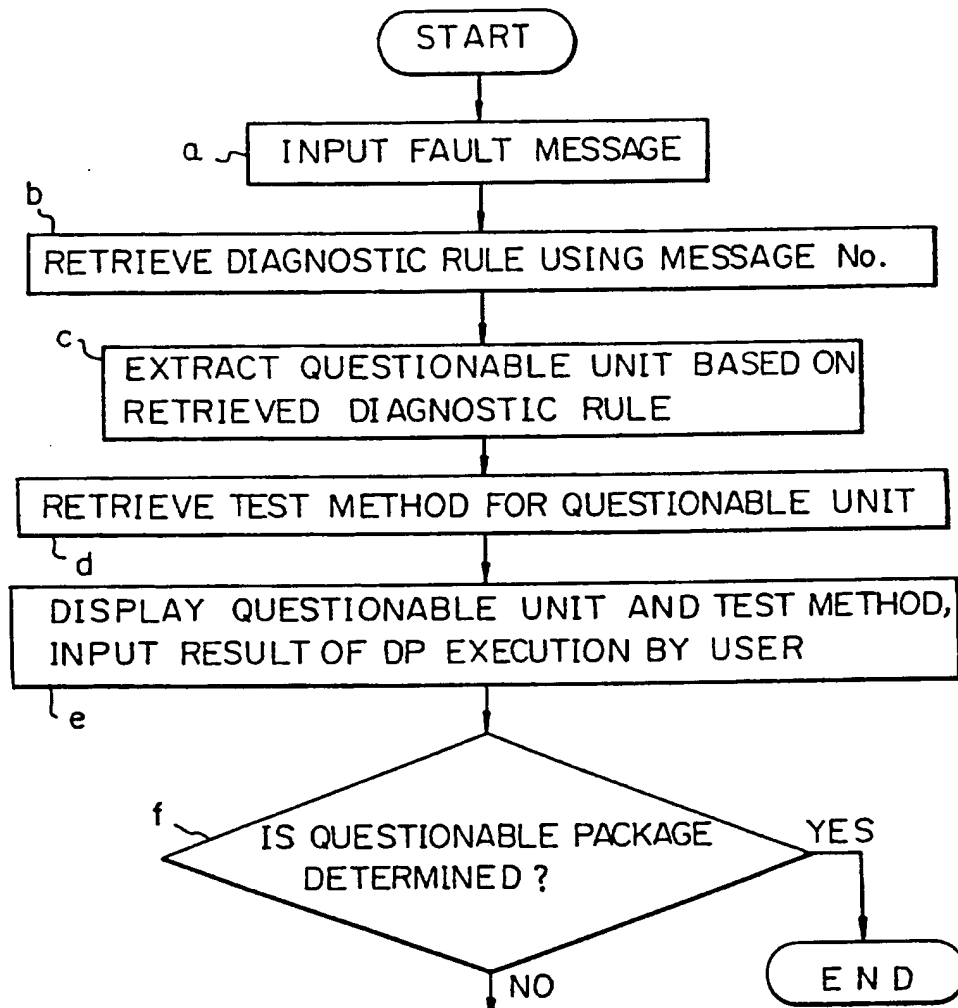 START
a
INPUT FAULT MESSAGE
b
RETRIEVE DIAGNOSTIC RULE USING MESSAGE No.
c
EXTRACT QUESTIONABLE UNIT BASED ON
RETRIEVED DIAGNOSTIC RULE
RETRIEVE TEST METHOD FOR QUESTIONABLE UNIT
d
DISPLAY QUESTIONABLE UNIT AND TEST METHOD,
INPUT RESULT OF DP EXECUTION BY USER
e
f
IS QUESTIONABLE PACKAGE
DETERMINED ?
YES
NO
END